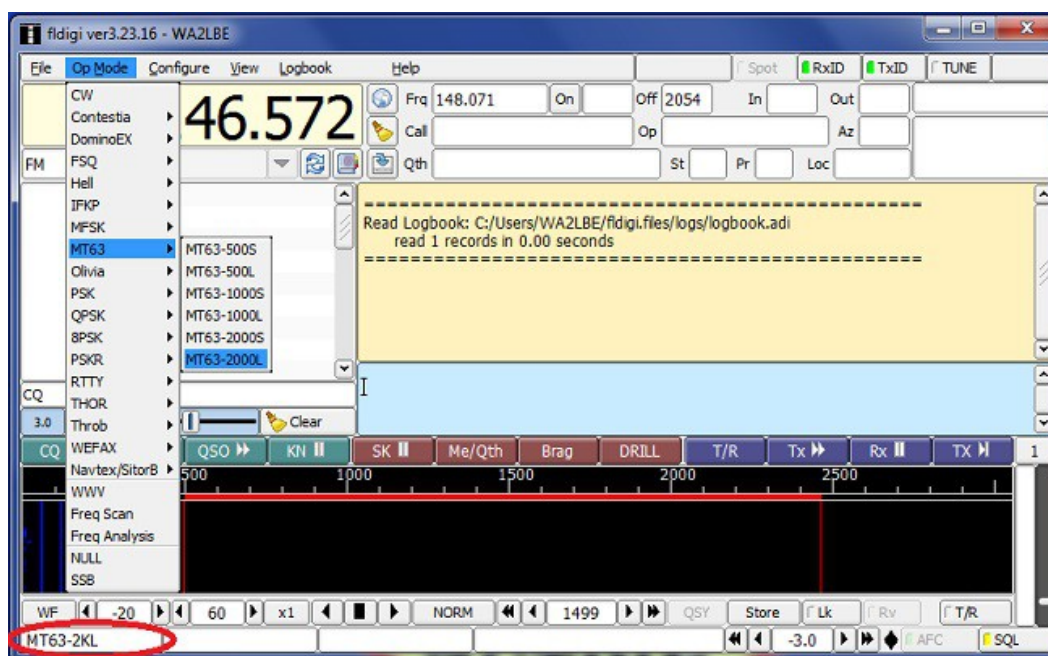 fldigi ver3.23.16 - WA2LBE
File Op Mode Configure View Logbook Help Spot RxID TxID TUNE
46.572 Frq 148.071 On Off 2054 In Out
Call Op Az
FM Qth St Pr Loc
CW
Contestia
DominoEX
FSQ
Hell
IFKP
MFSK
MT63
Olivia
PSK
QPSK
8PSK
PSKR
RTTY
THOR
Throb
WEFAX
Navtex/SitorB
WWV
Freq Scan
Freq Analysis
NULL
SSB
MT63-500S
MT63-500L
MT63-1000S
MT63-1000L
MT63-2000S
MT63-2000L
=================================================
Read Logbook: C:/Users/WA2LBE/fldigi.files/logs/logbook.adi
read 1 records in 0.00 seconds
=================================================
CQ
3.0 Clear
CQ QSO KN SK Me/Qth Brag DRILL T/R Tx Rx TX 1
500 1000 1500 2000 2500
WF -20 60 x1 NORM 1499 QSY Store Lk Rv T/R
MT63-2KL -3.0 AFC SQL